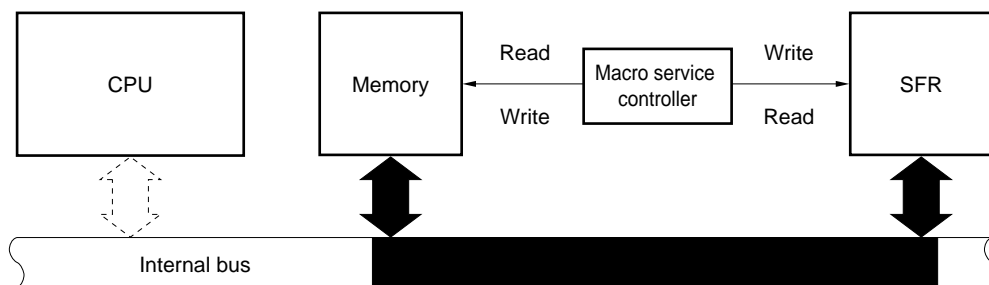 CPU
Memory
Read
Write
Macro service
controller
Write
Read
SFR
Internal bus